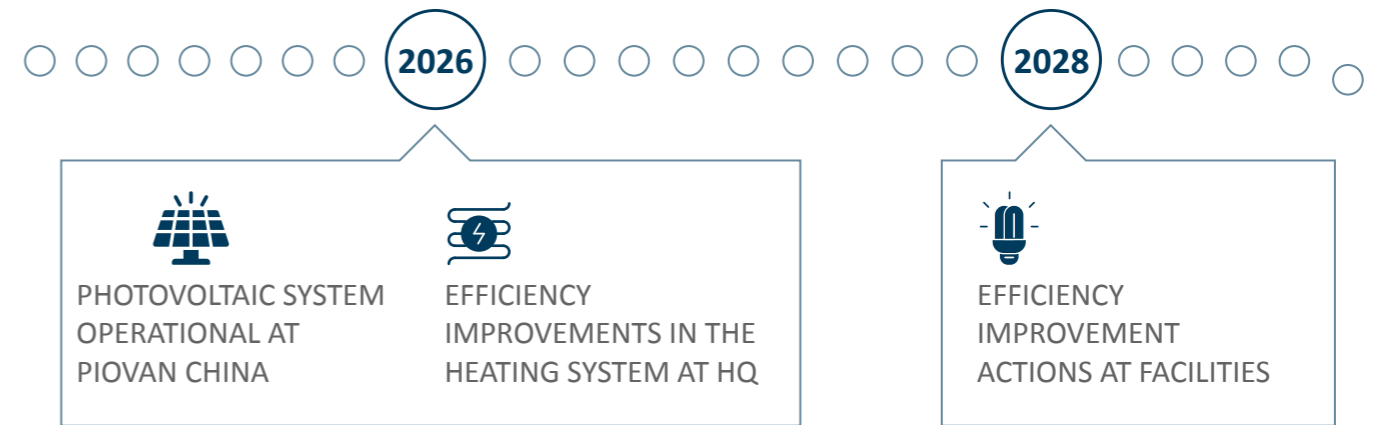 2026
2028
PHOTOVOLTAIC SYSTEM
OPERATIONAL AT
PIOVAN CHINA
EFFICIENCY
IMPROVEMENTS IN THE
HEATING SYSTEM AT HQ
EFFICIENCY
IMPROVEMENT
ACTIONS AT FACILITIES